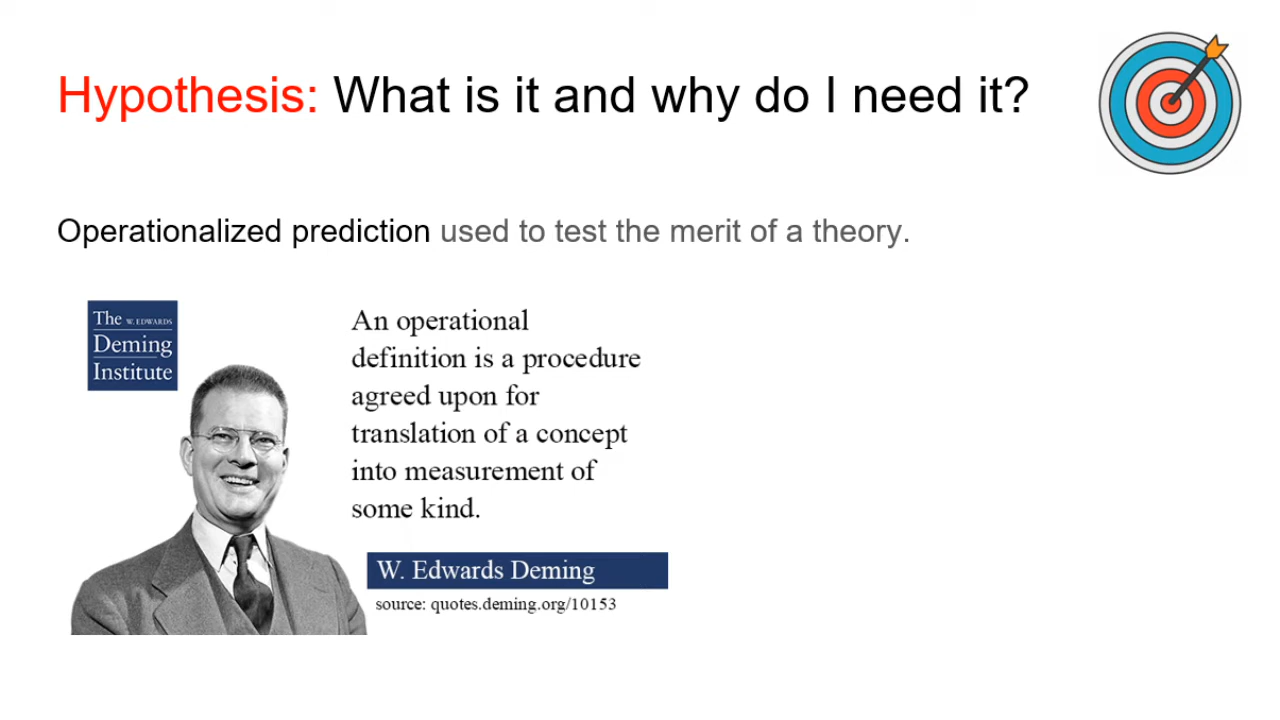 Hypothesis: What is it and why do I need it?
Operationalized prediction used to test the merit of a theory.
The W. EDWARDS
Deming
Institute
An operational
definition is a procedure
agreed upon for
translation of a concept
into measurement of
some kind.
W. Edwards Deming
source: quotes.deming.org/10153